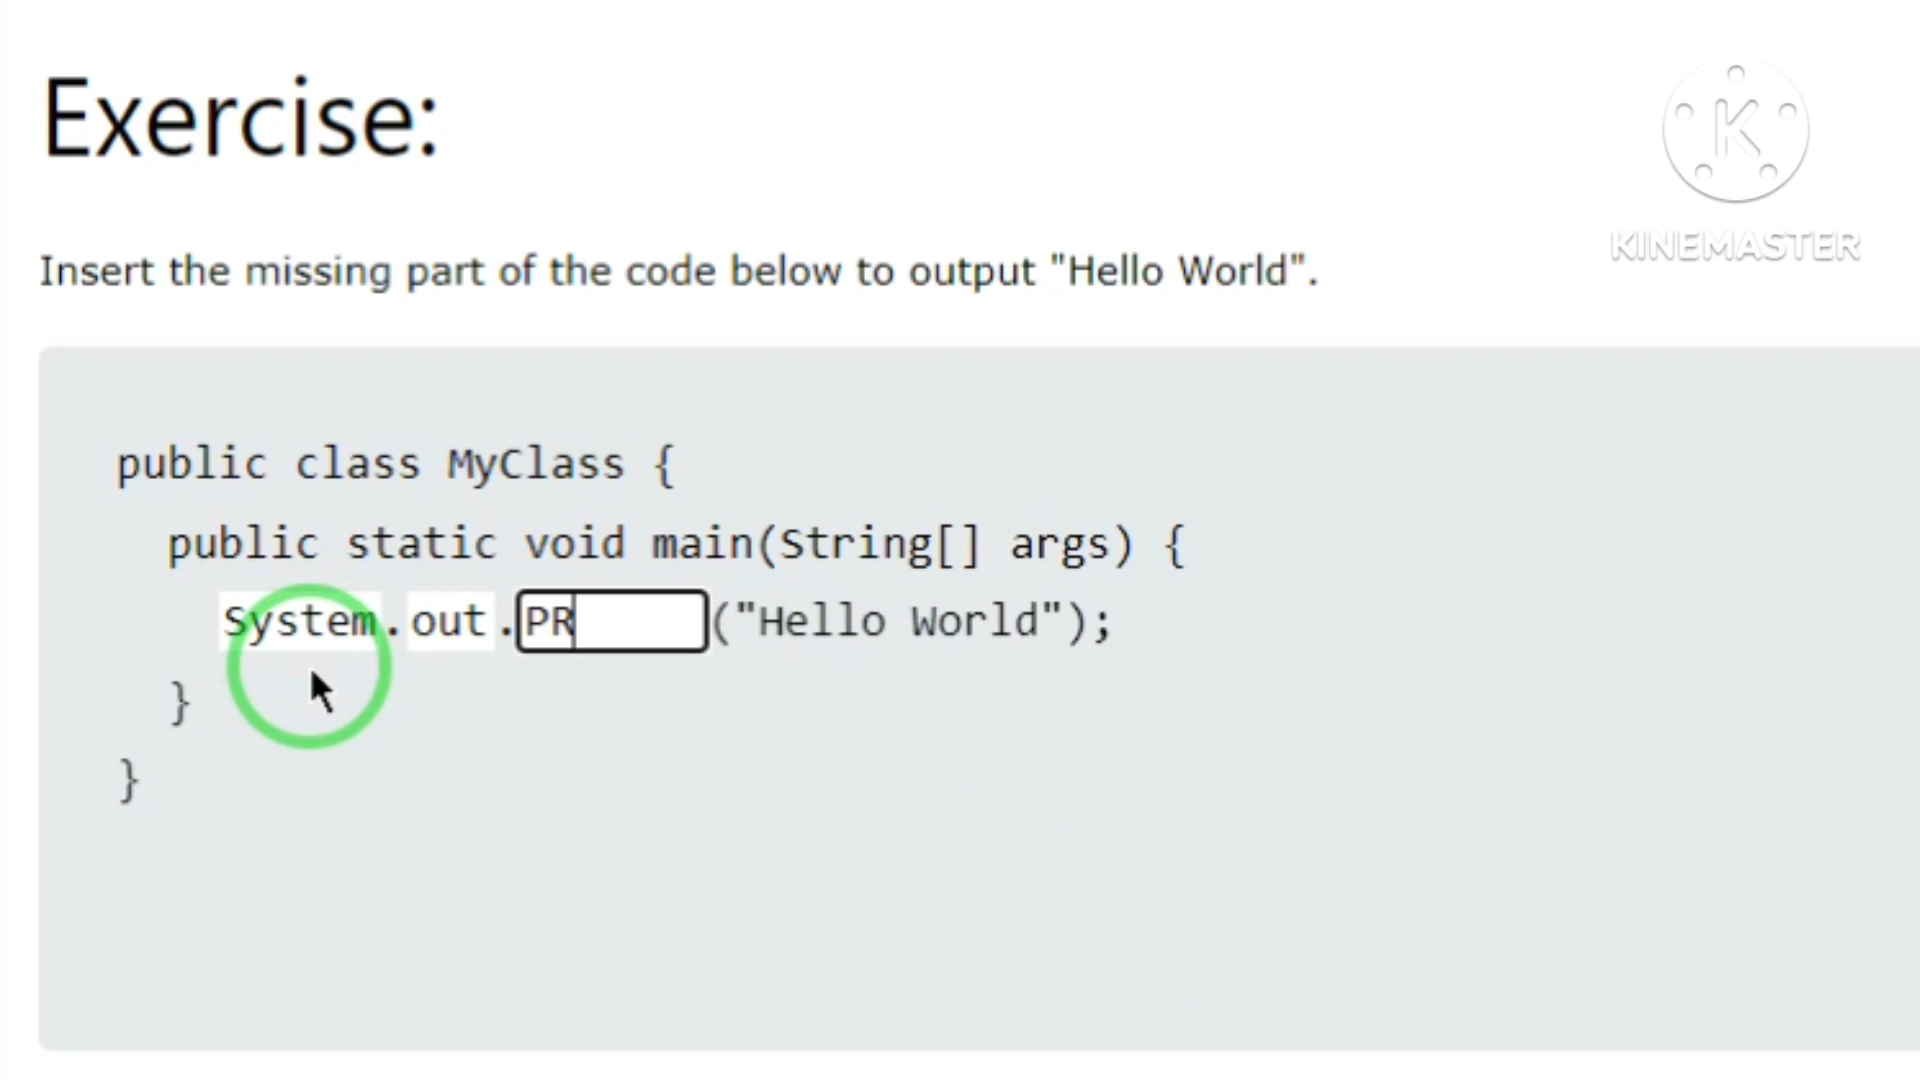 Exercise:
K
KINEMASTER
Insert the missing part of the code below to output "Hello World".
public class MyClass {
public static void main(String[] args) {
System.out.PR("Hello World");
}
}